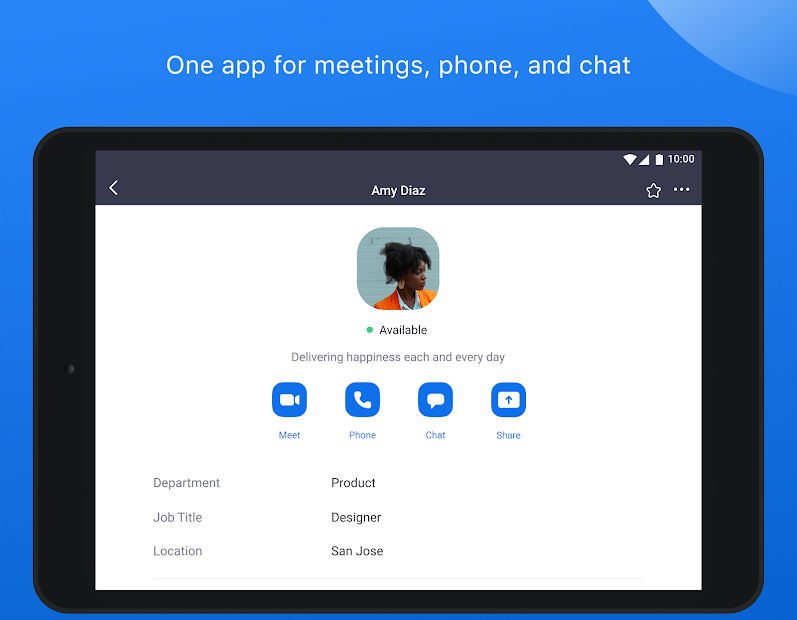 One app for meetings, phone, and chat
10:00
Amy Diaz
Available
Delivering happiness each and every day
Meet Phone Chat Share
Department Product
Job Title Designer
Location San Jose